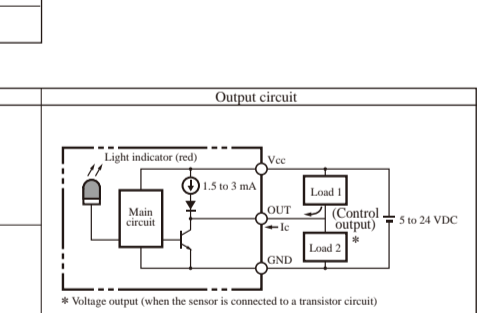 Output circuit
Light indicator (red)
Vcc
1.5 to 3 mA
Load 1
Main
circuit
OUT
(Control
output)
5 to 24 VDC
Ic
Load 2
*
GND
* Voltage output (when the sensor is connected to a transistor circuit)